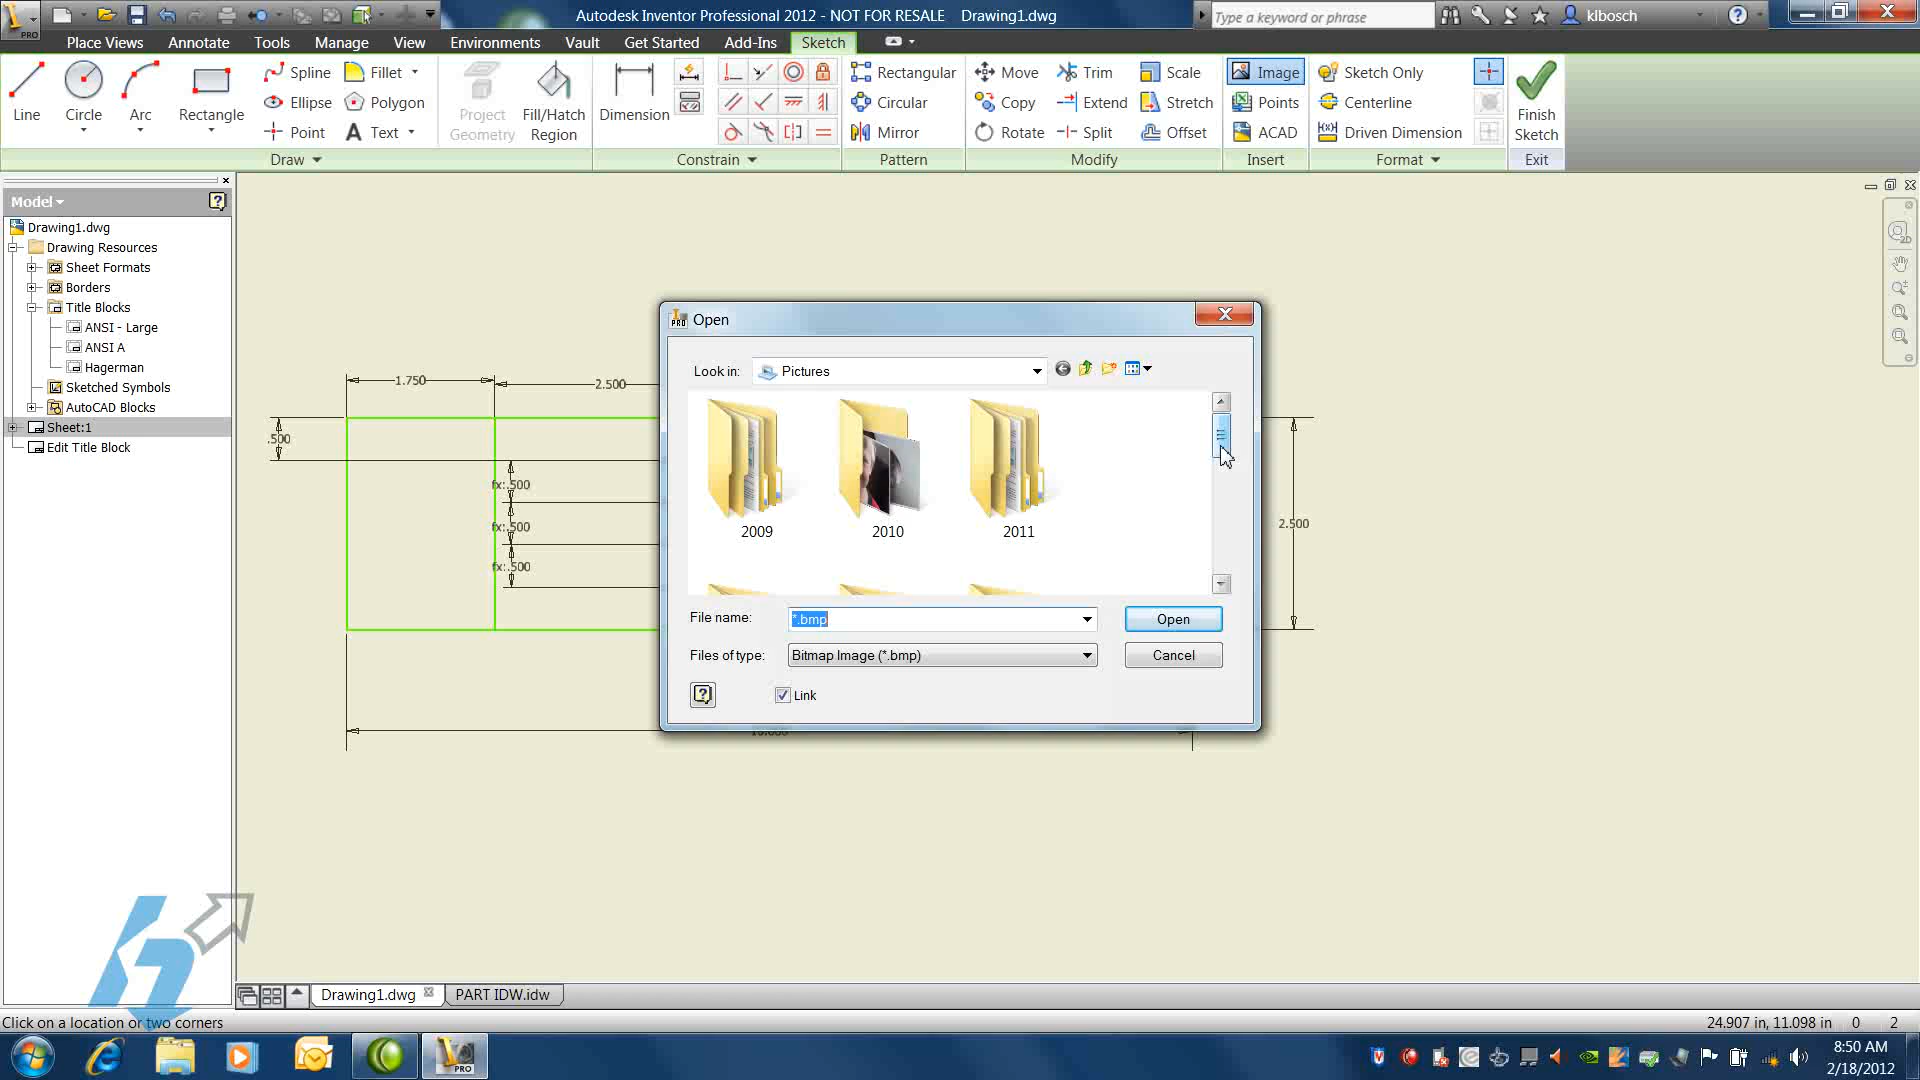 Autodesk Inventor Professional 2012 - NOT FOR RESALE Drawing1.dwg
Type a keyword or phrase
klbosch
PRO
Place Views Annotate Tools Manage View Environments Vault Get Started Add-Ins Sketch
Line Circle Arc Rectangle
Spline Fillet
Ellipse Polygon
Point Text
Project Geometry
Fill/Hatch Region
Dimension
Rectangular
Circular
Mirror
Move Trim Scale
Copy Extend Stretch
Rotate Split Offset
Image
Points
ACAD
Sketch Only
Centerline
Driven Dimension
Finish Sketch
Draw Constrain Pattern Modify Insert Format Exit
Model
Drawing1.dwg
Drawing Resources
Sheet Formats
Borders
Title Blocks
ANSI - Large
ANSI A
Hagerman
Sketched Symbols
AutoCAD Blocks
Sheet:1
Edit Title Block
2D
1.750
2.500
.500
fx:.500
fx:.500
fx:.500
2.500
PRO
Open
Look in: Pictures
2009 2010 2011
File name: *.bmp
Open
Files of type: Bitmap Image (*.bmp)
Cancel
Link
Drawing1.dwg PART IDW.idw
Click on a location or two corners
24.907 in, 11.098 in 0 2
PRO
8:50 AM
2/18/2012